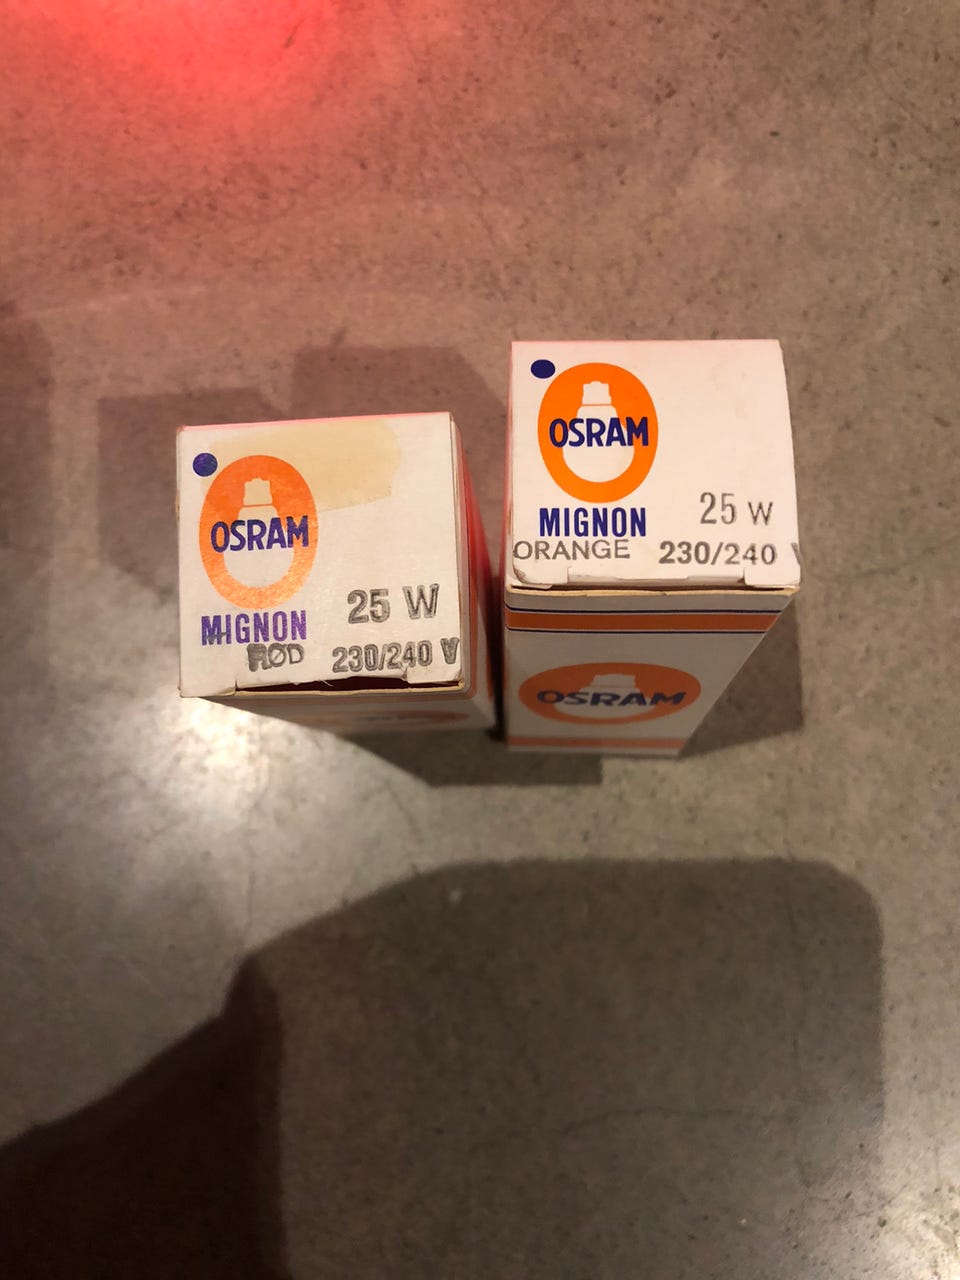 OSRAM
MIGNON
25 W
RØD
230/240 V
OSRAM
MIGNON
25 W
ORANGE
230/240 V
OSRAM